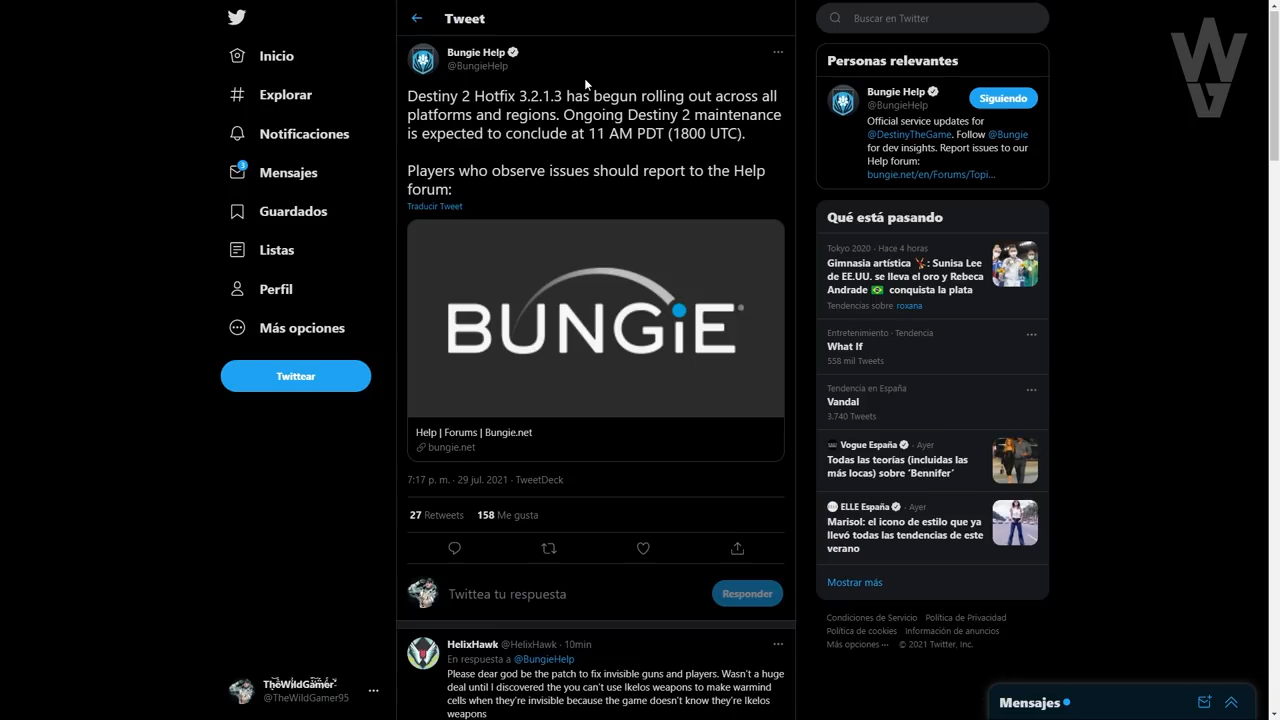 Inicio
Explorar
Notificaciones
3
Mensajes
Guardados
Listas
Perfil
Más opciones
Twittear
TheWildGamer
@TheWildGamer95
Tweet
Bungie Help
@BungieHelp
Destiny 2 Hotfix 3.2.1.3 has begun rolling out across all
platforms and regions. Ongoing Destiny 2 maintenance
is expected to conclude at 11 AM PDT (1800 UTC).
Players who observe issues should report to the Help
forum:
Traducir Tweet
BUNGiE
Help | Forums | Bungie.net
bungie.net
7:17 p. m. · 29 jul. 2021 · TweetDeck
27 Retweets 158 Me gusta
Twittea tu respuesta
Responder
HelixHawk @HelixHawk · 10min
En respuesta a @BungieHelp
Please dear god be the patch to fix invisible guns and players. Wasn't a huge
deal until I discovered the you can't use Ikelos weapons to make warmind
cells when they're invisible because the game doesn't know they're Ikelos
weapons
Buscar en Twitter
Personas relevantes
Bungie Help
@BungieHelp
Siguiendo
Official service updates for
@DestinyTheGame. Follow @Bungie
for dev insights. Report issues to our
Help forum:
bungie.net/en/Forums/Topi...
Qué está pasando
Tokyo 2020 · Hace 4 horas
Gimnasia artística 🤸: Sunisa Lee
de EE.UU. se lleva el oro y Rebeca
Andrade 🇧🇷 conquista la plata
Tendencias sobre roxana
Entretenimiento · Tendencia
What If
558 mil Tweets
Tendencia en España
Vandal
3.740 Tweets
Vogue España · Ayer
Todas las teorías (incluidas las
más locas) sobre 'Bennifer'
ELLE España · Ayer
Marisol: el icono de estilo que ya
llevó todas las tendencias de este
verano
Mostrar más
Condiciones de Servicio Política de Privacidad
Política de cookies Información de anuncios
Más opciones ··· © 2021 Twitter, Inc.
Mensajes
WG